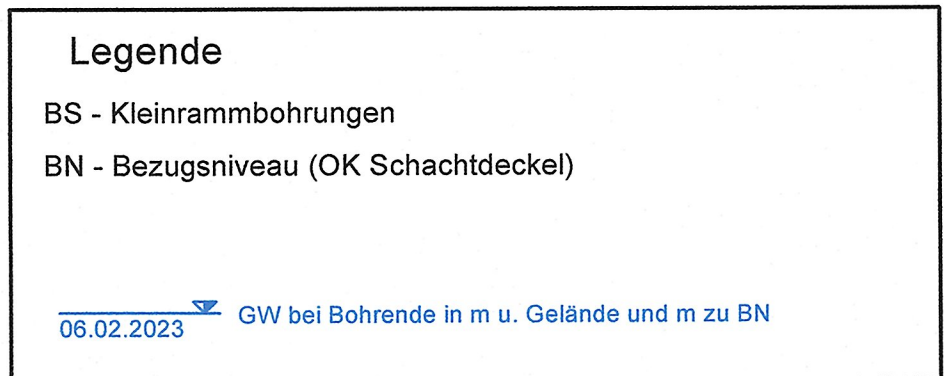 Legende
BS - Kleinrammbohrungen
BN - Bezugsniveau (OK Schachtdeckel)
GW bei Bohrende in m u. Gelände und m zu BN
06.02.2023